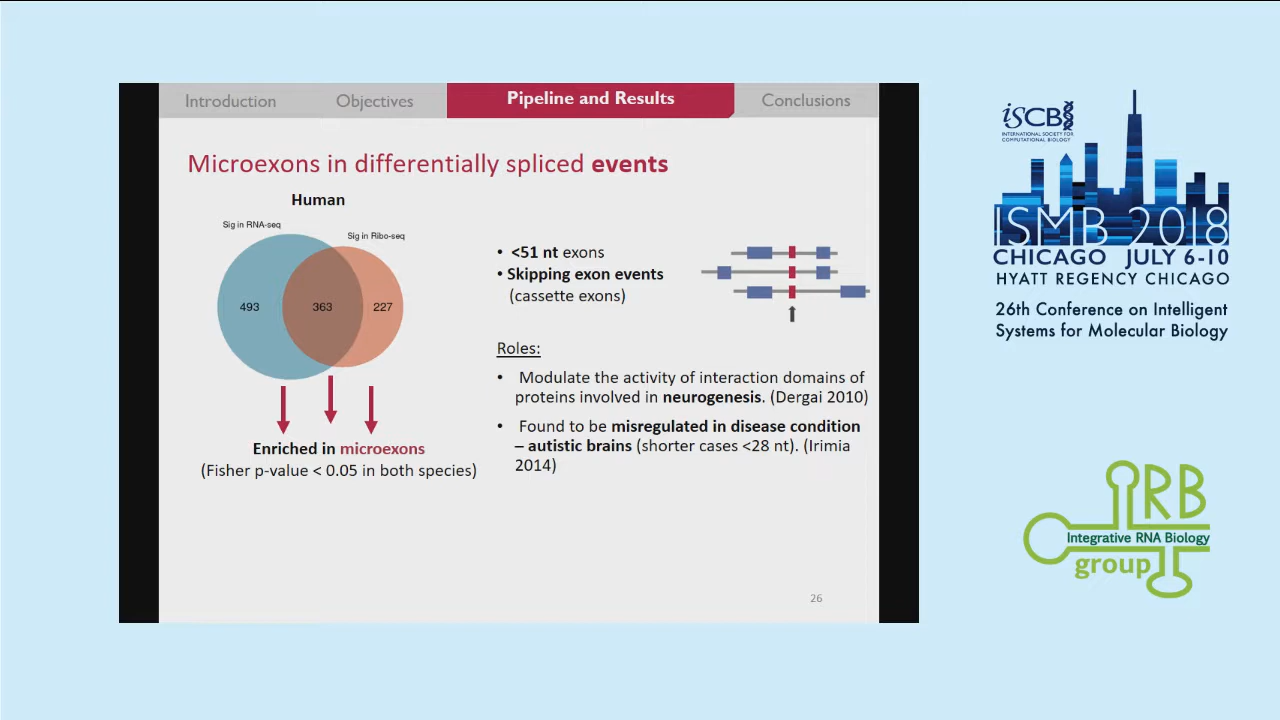 Introduction
Objectives
Pipeline and Results
Conclusions
Microexons in differentially spliced events
Human
Sig in RNA-seq
Sig in Ribo-seq
493
363
227
Enriched in microexons
(Fisher p-value < 0.05 in both species)
• <51 nt exons
• Skipping exon events
(cassette exons)
Roles:
• Modulate the activity of interaction domains of
proteins involved in neurogenesis. (Dergai 2010)
• Found to be misregulated in disease condition
– autistic brains (shorter cases <28 nt). (Irimia
2014)
26
iSCB
INTERNATIONAL SOCIETY FOR
COMPUTATIONAL BIOLOGY
ISMB 2018
CHICAGO JULY 6-10
HYATT REGENCY CHICAGO
26th Conference on Intelligent
Systems for Molecular Biology
IRB
Integrative RNA Biology
group